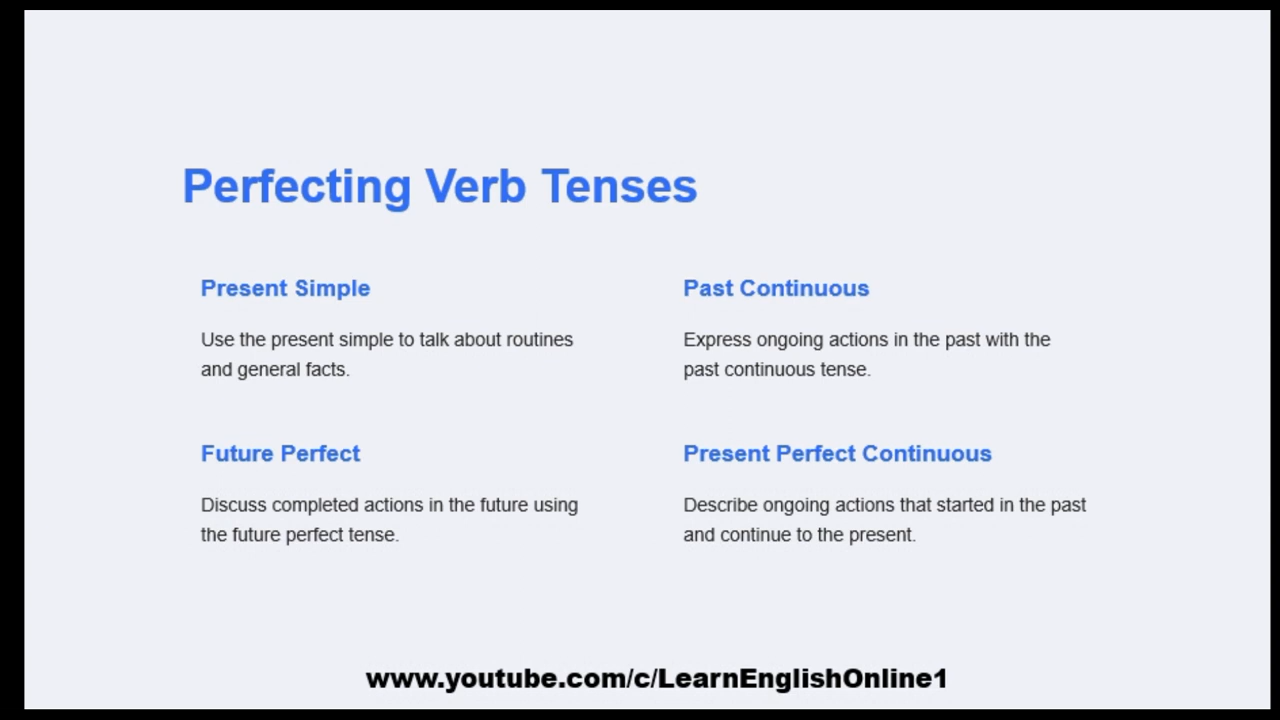 Perfecting Verb Tenses
Present Simple
Use the present simple to talk about routines
and general facts.
Past Continuous
Express ongoing actions in the past with the
past continuous tense.
Future Perfect
Discuss completed actions in the future using
the future perfect tense.
Present Perfect Continuous
Describe ongoing actions that started in the past
and continue to the present.
www.youtube.com/c/LearnEnglishOnline1